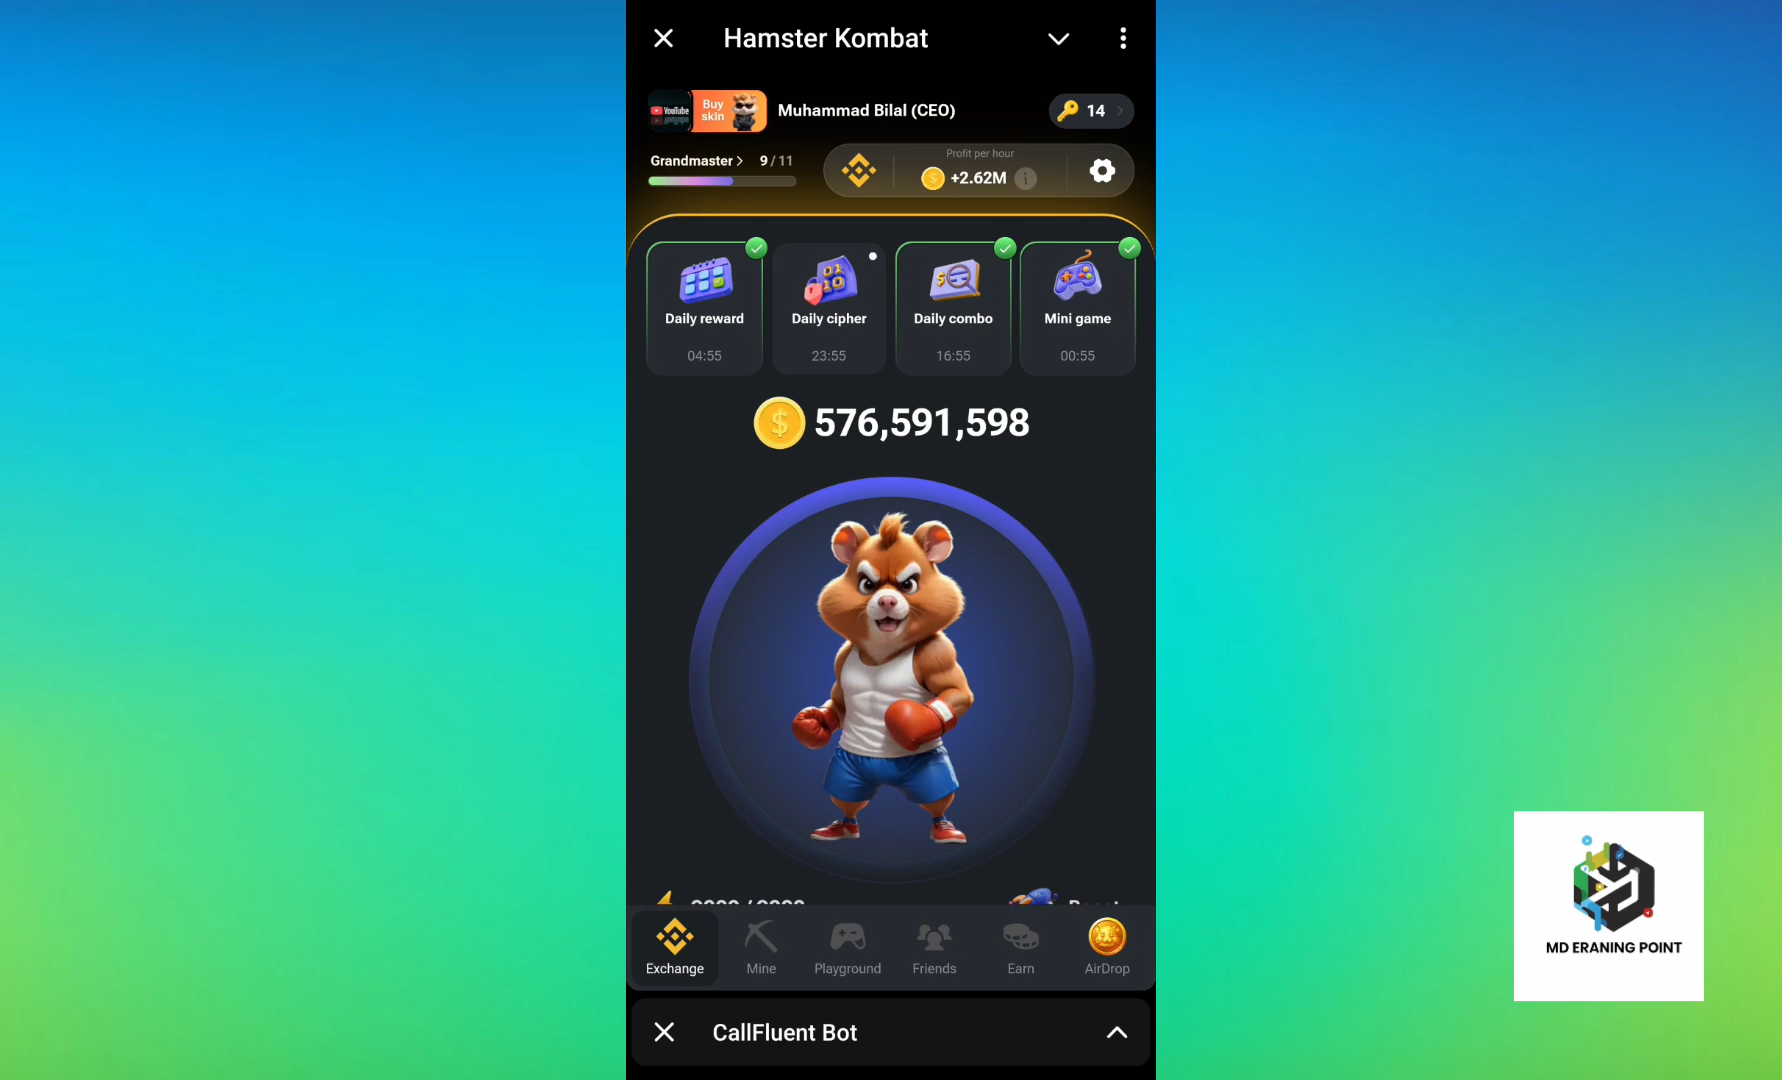 Hamster Kombat
YouTube
Buy
skin
Muhammad Bilal (CEO)
14
Grandmaster
9 / 11
Profit per hour
+2.62M
Daily reward
04:55
Daily cipher
23:55
Daily combo
16:55
Mini game
00:55
576,591,598
Exchange
Mine
Playground
Friends
Earn
AirDrop
CallFluent Bot
MD ERANING POINT